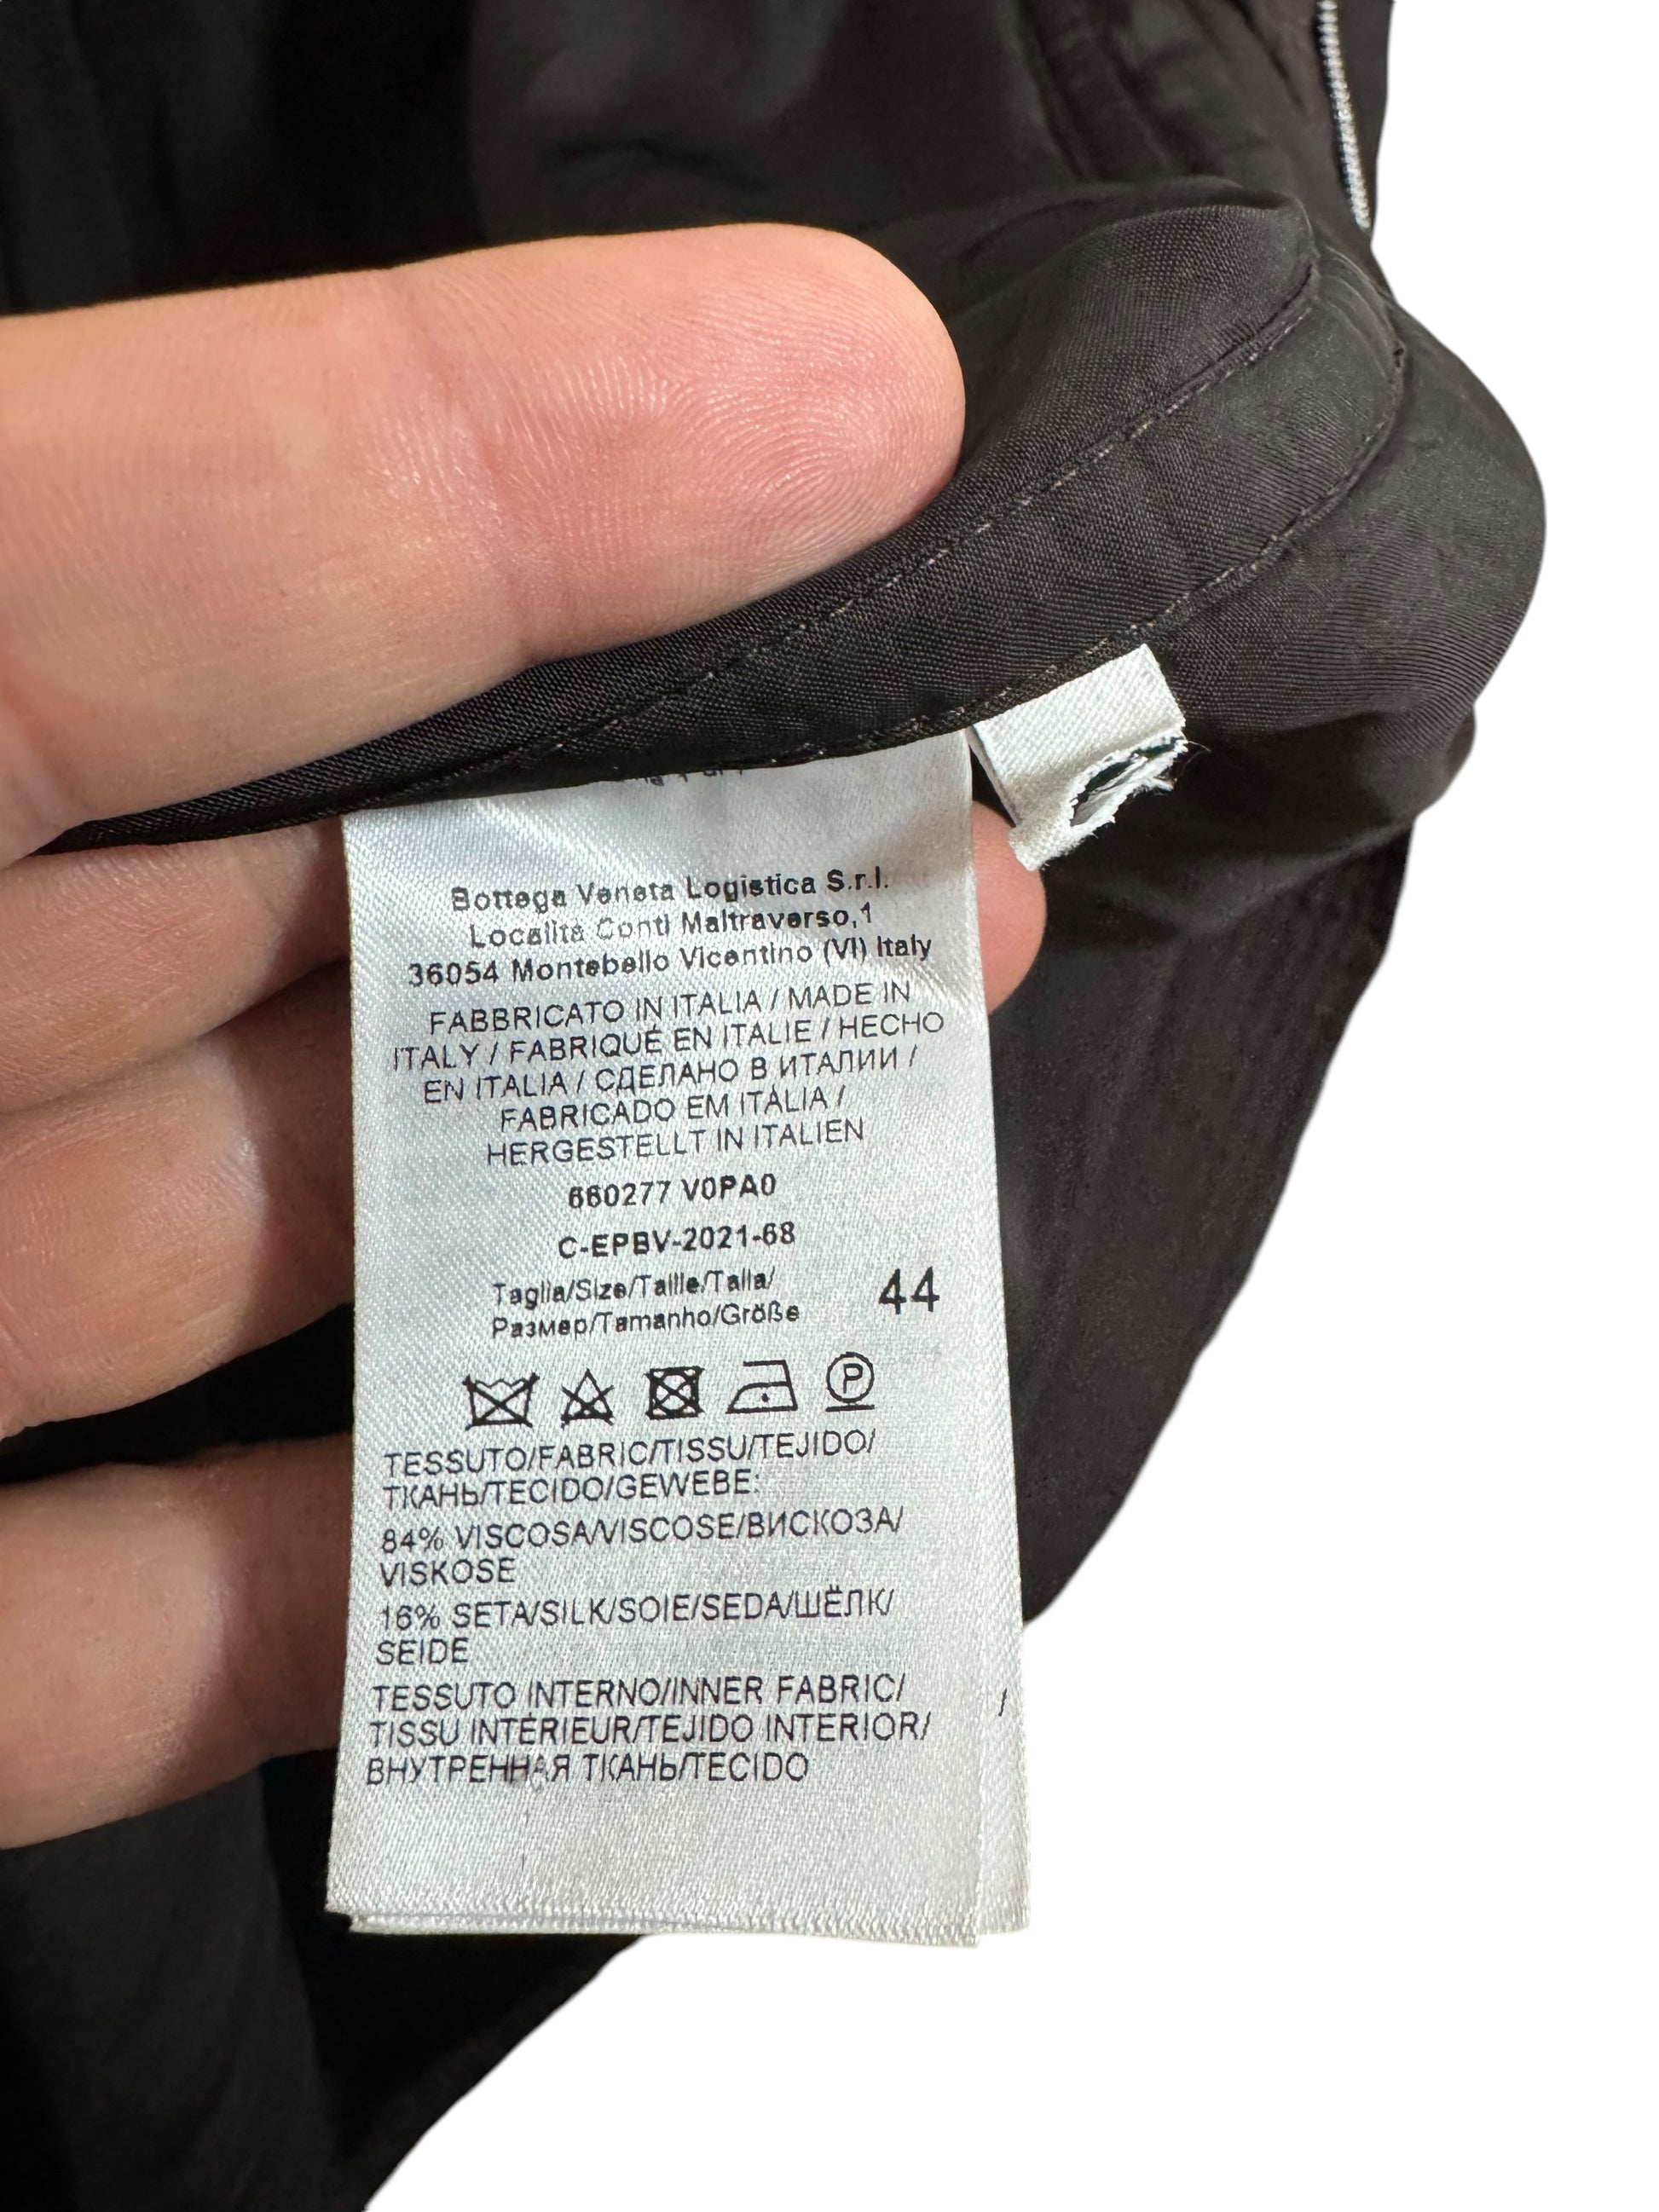 Bottega Veneta Logistica S.r.l.
Località Conti Maltraverso,1
36054 Montebello Vicentino (VI) Italy
FABBRICATO IN ITALIA / MADE IN
ITALY / FABRIQUÉ EN ITALIE / HECHO
EN ITALIA / СДЕЛАНО В ИТАЛИИ /
FABRICADO EM ITÁLIA /
HERGESTELLT IN ITALIEN
660277 V0PA0
C-EPBV-2021-68
Taglia/Size/Taille/Talla/
Размер/Tamanho/Größe 44
P
TESSUTO/FABRIC/TISSU/TEJIDO/
ТКАНЬ/TECIDO/GEWEBE:
84% VISCOSA/VISCOSE/ВИСКОЗА/
VISKOSE
16% SETA/SILK/SOIE/SEDA/ШЁЛК/
SEIDE
TESSUTO INTERNO/INNER FABRIC/
TISSU INTÉRIEUR/TEJIDO INTERIOR/
ВНУТРЕННЯЯ ТКАНЬ/TECIDO